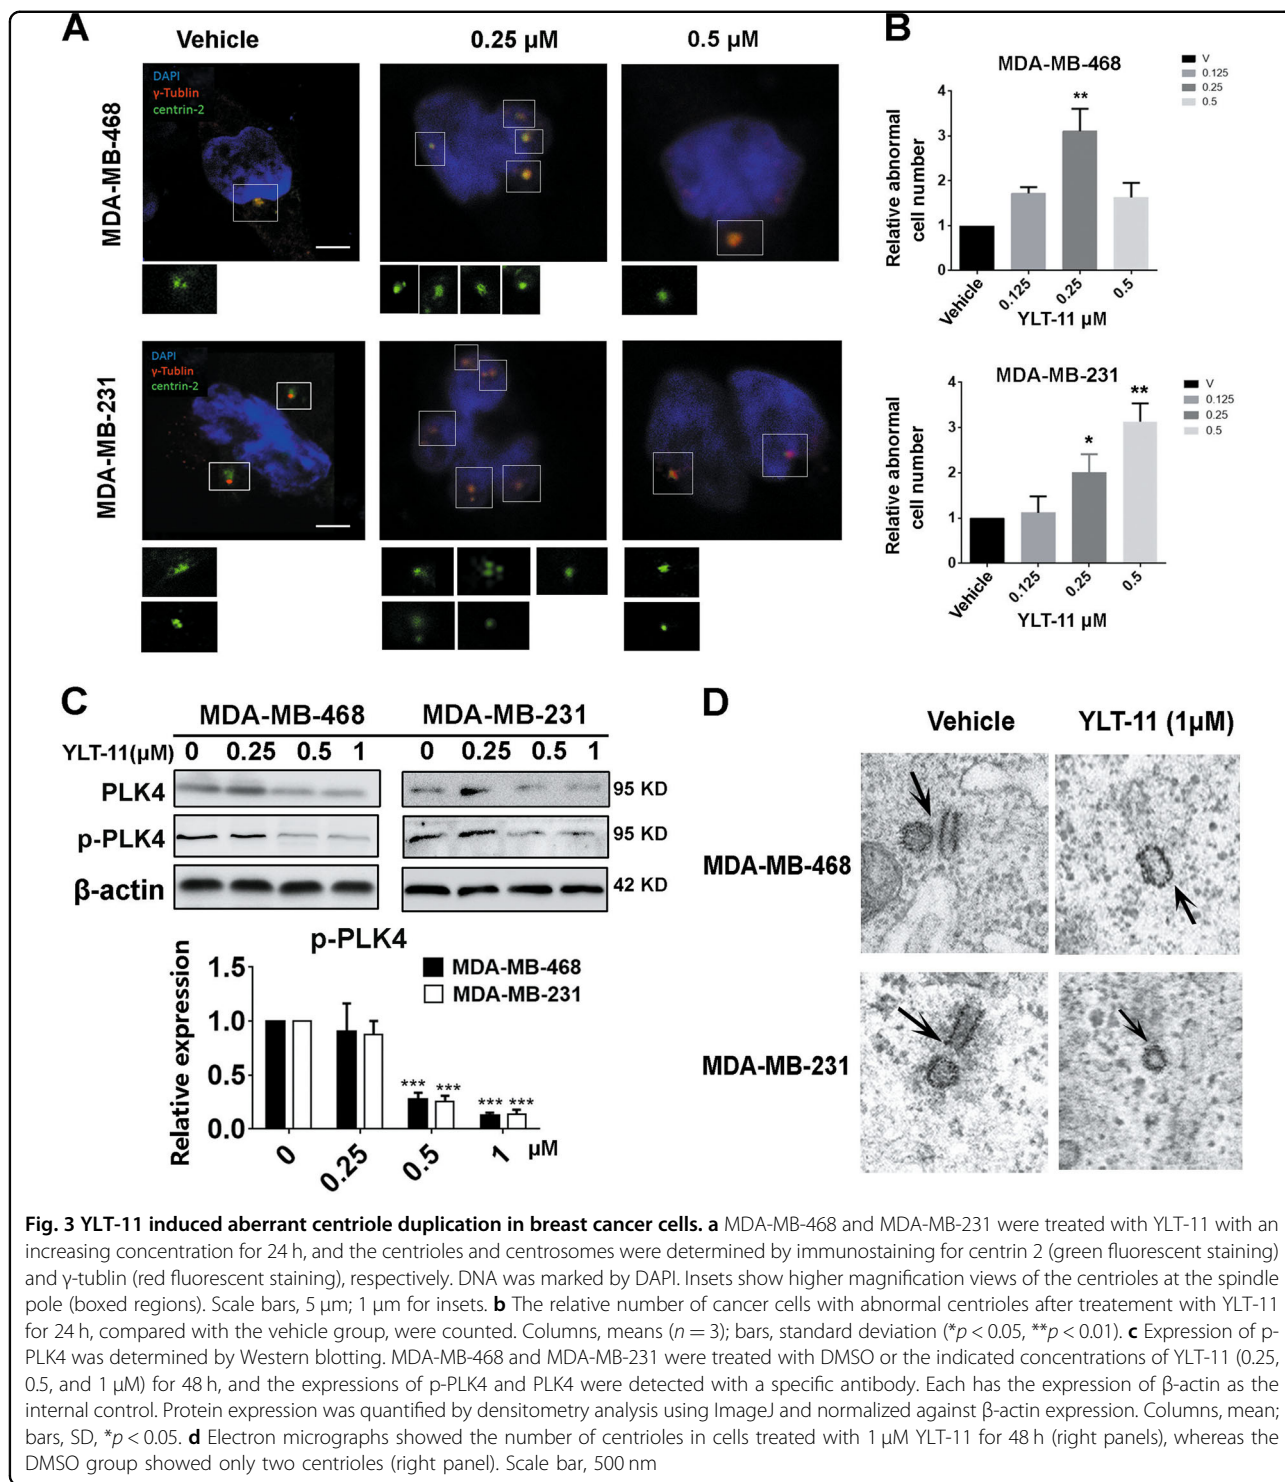 A
Vehicle
0.25 µM
0.5 µM
MDA-MB-468
DAPI
γ-Tublin
centrin-2
MDA-MB-231
DAPI
γ-Tublin
centrin-2
B
MDA-MB-468
V
0.125
0.25
0.5
Relative abnormal
cell number
4
3
2
1
0
**
Vehicle
0.125
0.25
0.5
YLT-11 µM
MDA-MB-231
V
0.125
0.25
0.5
Relative abnormal
cell number
4
3
2
1
0
*
**
Vehicle
0.125
0.25
0.5
YLT-11 µM
C
MDA-MB-468
MDA-MB-231
YLT-11(µM) 0 0.25 0.5 1 0 0.25 0.5 1
PLK4
95 KD
p-PLK4
95 KD
β-actin
42 KD
p-PLK4
MDA-MB-468
MDA-MB-231
Relative expression
1.5
1.0
0.5
0.0
*** ***
*** ***
0
0.25
0.5
1
µM
D
Vehicle
YLT-11 (1µM)
MDA-MB-468
MDA-MB-231
Fig. 3 YLT-11 induced aberrant centriole duplication in breast cancer cells. a MDA-MB-468 and MDA-MB-231 were treated with YLT-11 with an
increasing concentration for 24 h, and the centrioles and centrosomes were determined by immunostaining for centrin 2 (green fluorescent staining)
and γ-tublin (red fluorescent staining), respectively. DNA was marked by DAPI. Insets show higher magnification views of the centrioles at the spindle
pole (boxed regions). Scale bars, 5 µm; 1 µm for insets. b The relative number of cancer cells with abnormal centrioles after treatement with YLT-11
for 24 h, compared with the vehicle group, were counted. Columns, means (n = 3); bars, standard deviation (*p < 0.05, **p < 0.01). c Expression of p-
PLK4 was determined by Western blotting. MDA-MB-468 and MDA-MB-231 were treated with DMSO or the indicated concentrations of YLT-11 (0.25,
0.5, and 1 µM) for 48 h, and the expressions of p-PLK4 and PLK4 were detected with a specific antibody. Each has the expression of β-actin as the
internal control. Protein expression was quantified by densitometry analysis using ImageJ and normalized against β-actin expression. Columns, mean;
bars, SD, *p < 0.05. d Electron micrographs showed the number of centrioles in cells treated with 1 µM YLT-11 for 48 h (right panels), whereas the
DMSO group showed only two centrioles (right panel). Scale bar, 500 nm